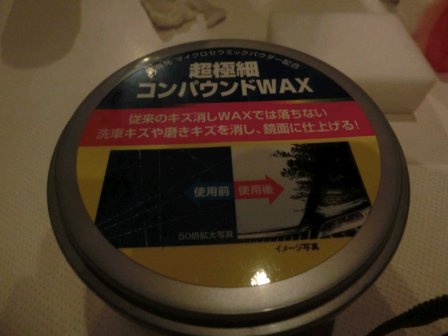 マイクロセラミックパウダー配合
超極細
コンパウンドWAX
従来のキズ消しWAXでは落ちない
洗車キズや磨きキズを消し、鏡面に仕上げる!
使用前 使用後
50倍拡大写真
イメージ写真